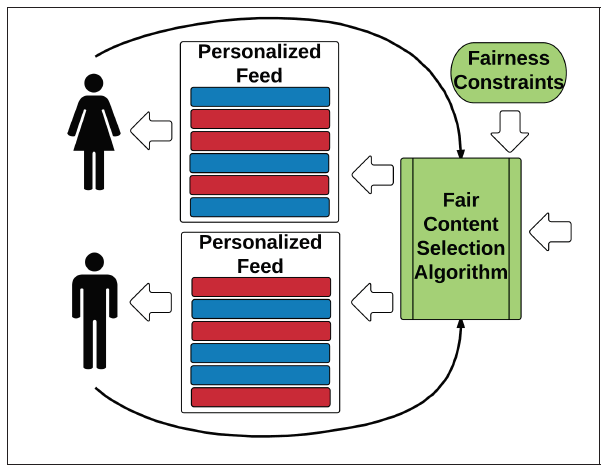 Personalized
Feed
Fairness
Constraints
Fair
Content
Selection
Algorithm
Personalized
Feed